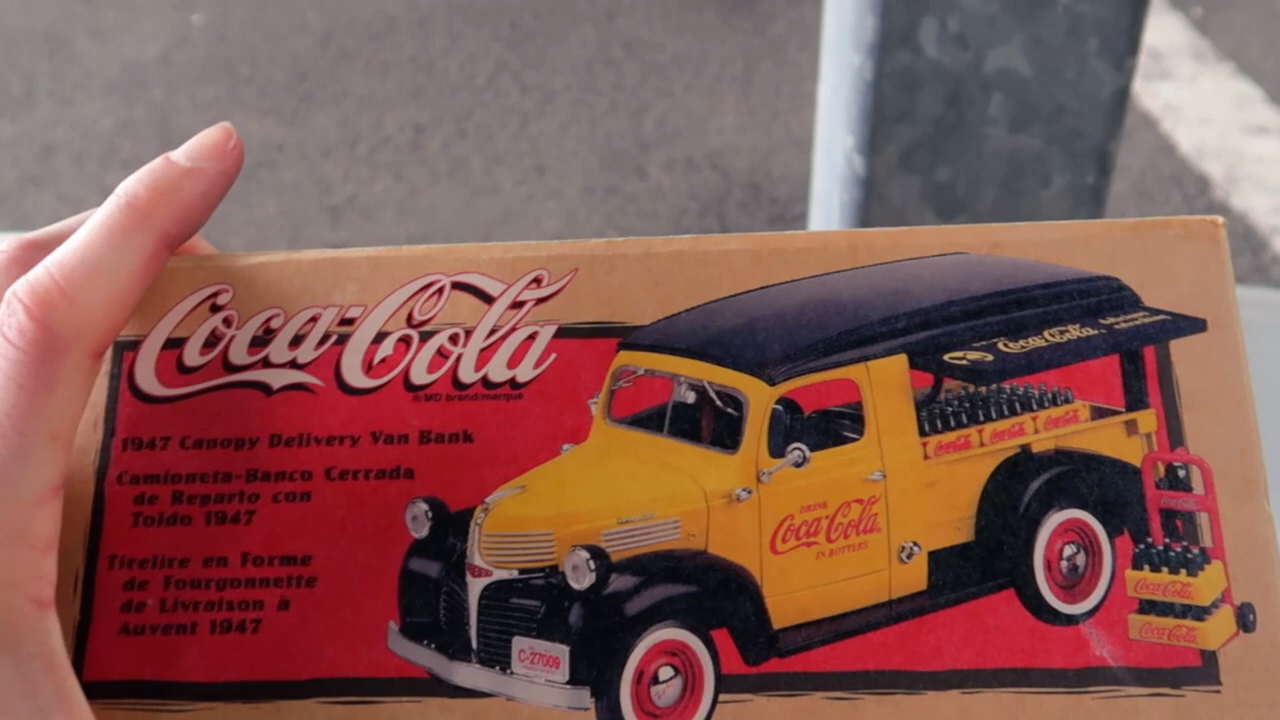 Coca-Cola
®/MD brand/marque
1947 Canopy Delivery Van Bank
Camioneta-Banco Cerrada
de Reparto con
Toldo 1947
Tirelire en Forme
de Fourgonnette
de Livraison à
Auvent 1947
Coca-Cola
Coca-Cola Coca-Cola Coca-Cola
DRINK
Coca-Cola
IN BOTTLES
C-27009
Coca-Cola
Coca-Cola